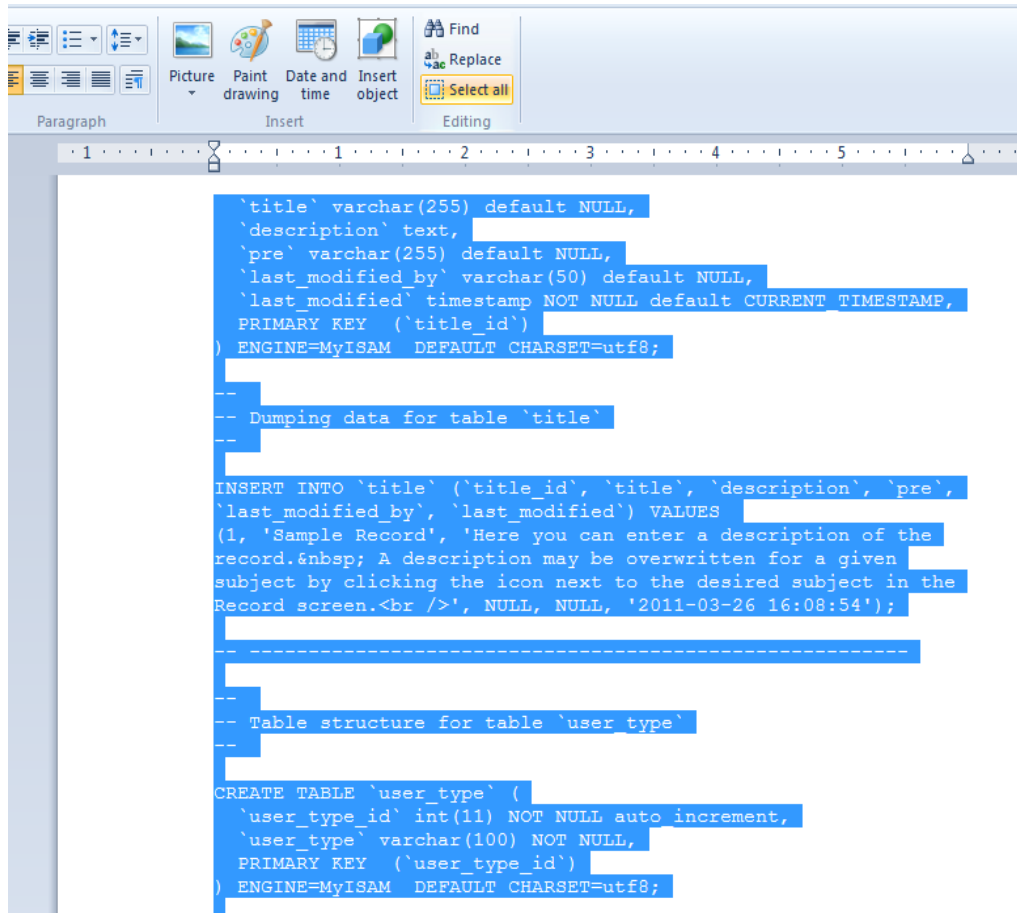 Find
Replace
Select all
Picture
Paint drawing
Date and time
Insert object
Paragraph
Insert
Editing
1 1 2 3 4 5
`title` varchar(255) default NULL,
`description` text,
`pre` varchar(255) default NULL,
`last_modified_by` varchar(50) default NULL,
`last_modified` timestamp NOT NULL default CURRENT_TIMESTAMP,
PRIMARY KEY  (`title_id`)
) ENGINE=MyISAM  DEFAULT CHARSET=utf8;
--
-- Dumping data for table `title`
--
INSERT INTO `title` (`title_id`, `title`, `description`, `pre`,
`last_modified_by`, `last_modified`) VALUES
(1, 'Sample Record', 'Here you can enter a description of the
record.&nbsp; A description may be overwritten for a given
subject by clicking the icon next to the desired subject in the
Record screen.<br />', NULL, NULL, '2011-03-26 16:08:54');
-- --------------------------------------------------------
--
-- Table structure for table `user_type`
--
CREATE TABLE `user_type` (
`user_type_id` int(11) NOT NULL auto_increment,
`user_type` varchar(100) NOT NULL,
PRIMARY KEY  (`user_type_id`)
) ENGINE=MyISAM  DEFAULT CHARSET=utf8;